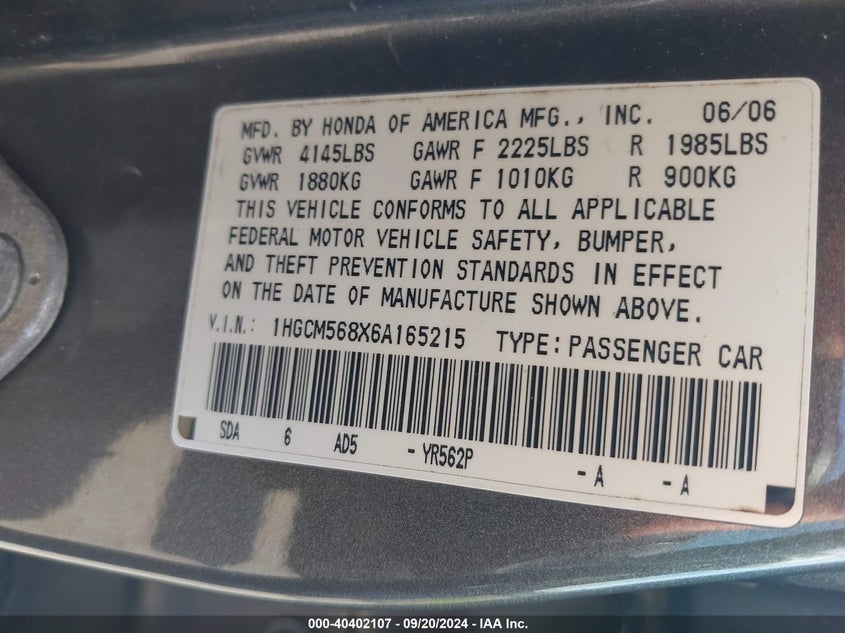 MFD. BY HONDA OF AMERICA MFG., INC. 06/06
GVWR 4145LBS GAWR F 2225LBS R 1985LBS
GVWR 1880KG GAWR F 1010KG R 900KG
THIS VEHICLE CONFORMS TO ALL APPLICABLE
FEDERAL MOTOR VEHICLE SAFETY, BUMPER,
AND THEFT PREVENTION STANDARDS IN EFFECT
ON THE DATE OF MANUFACTURE SHOWN ABOVE.
V.I.N.: 1HGCM568X6A165215 TYPE: PASSENGER CAR
SDA 6 AD5 - YR562P - A - A
000-40402107 - 09/20/2024 - IAA Inc.